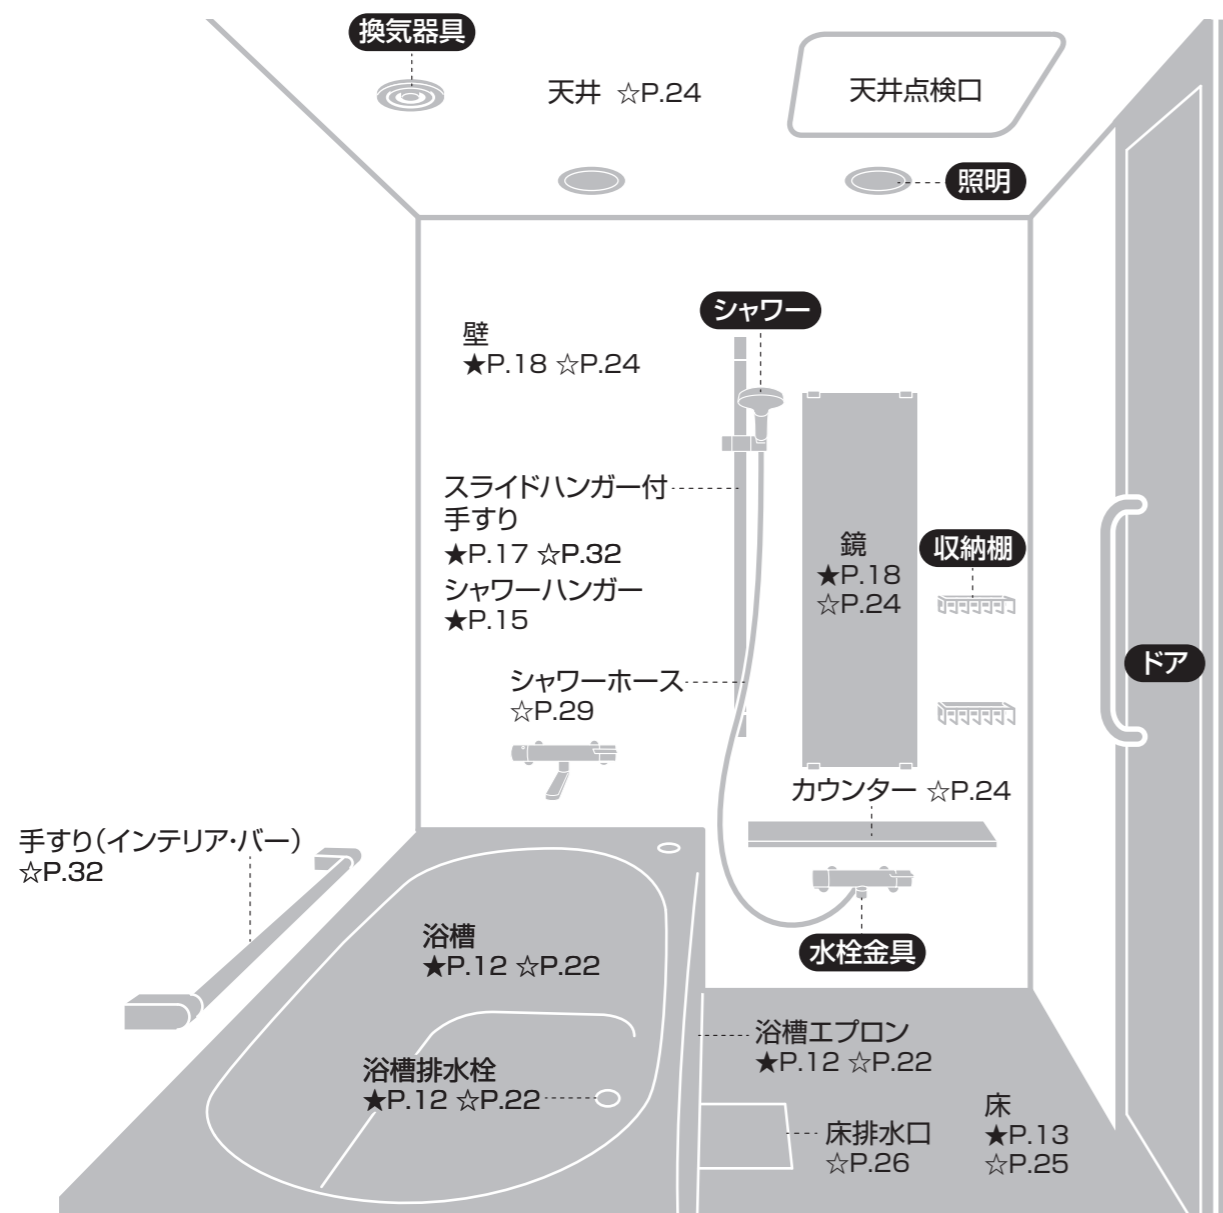 換気器具
天井 ☆P.24
天井点検口
照明
シャワー
壁
★P.18 ☆P.24
スライドハンガー付
手すり
★P.17 ☆P.32
シャワーハンガー
★P.15
鏡
★P.18
☆P.24
収納棚
ドア
シャワーホース
☆P.29
カウンター ☆P.24
手すり(インテリア・バー)
☆P.32
浴槽
★P.12 ☆P.22
水栓金具
浴槽エプロン
★P.12 ☆P.22
浴槽排水栓
★P.12 ☆P.22
床排水口
☆P.26
床
★P.13
☆P.25